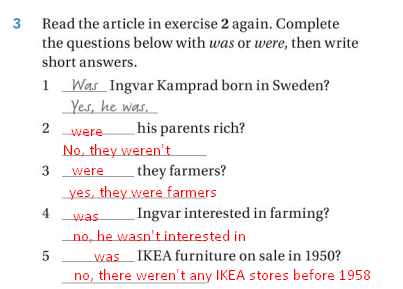 3 Read the article in exercise 2 again. Complete
the questions below with was or were, then write
short answers.
1 Was Ingvar Kamprad born in Sweden?
Yes, he was.
2 were his parents rich?
No, they weren't
3 were they farmers?
yes, they were farmers
4 was Ingvar interested in farming?
no, he wasn't interested in
5 was IKEA furniture on sale in 1950?
no, there weren't any IKEA stores before 1958